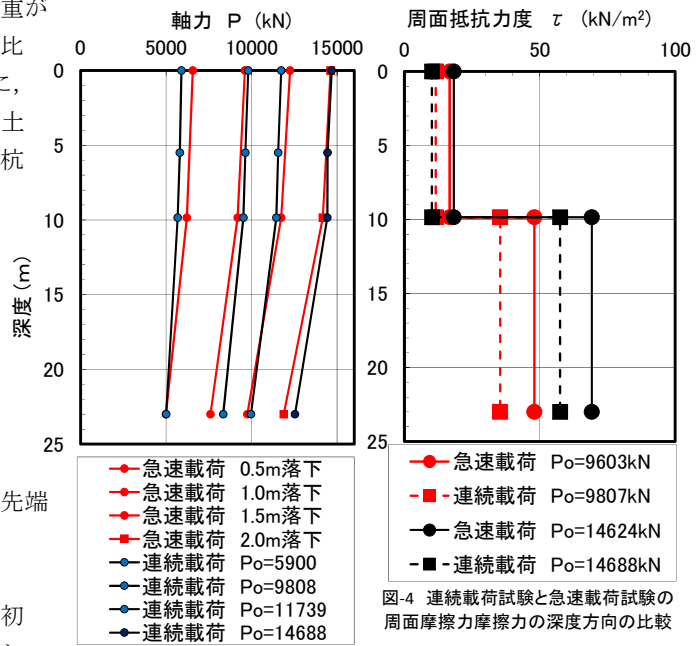 重が
比
た,
土
杭
先端
初
軸力 P (kN)
0 5000 10000 15000
0
5
10
15
20
25
深度 (m)
急速載荷 0.5m落下
急速載荷 1.0m落下
急速載荷 1.5m落下
急速載荷 2.0m落下
連続載荷 Po=5900
連続載荷 Po=9808
連続載荷 Po=11739
連続載荷 Po=14688
周面抵抗力度 τ (kN/m²)
0 50 100
0
5
10
15
20
25
急速載荷 Po=9603kN
連続載荷 Po=9807kN
急速載荷 Po=14624kN
連続載荷 Po=14688kN
図-4 連続載荷試験と急速載荷試験の
周面摩擦力摩擦力の深度方向の比較